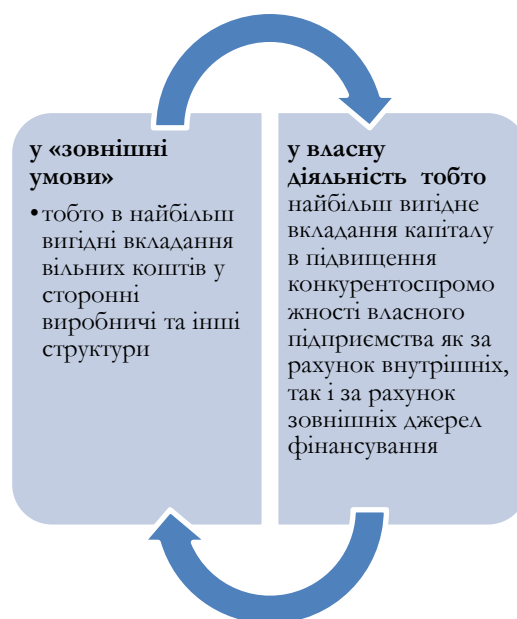 у «зовнішні
умови»
•тобто в найбільш
вигідні вкладання
вільних коштів у
сторонні
виробничі та інші
структури
у власну
діяльність тобто
найбільш вигідне
вкладання капіталу
в підвищення
конкурентоспромо
жності власного
підприємства як за
рахунок внутрішніх,
так і за рахунок
зовнішніх джерел
фінансування